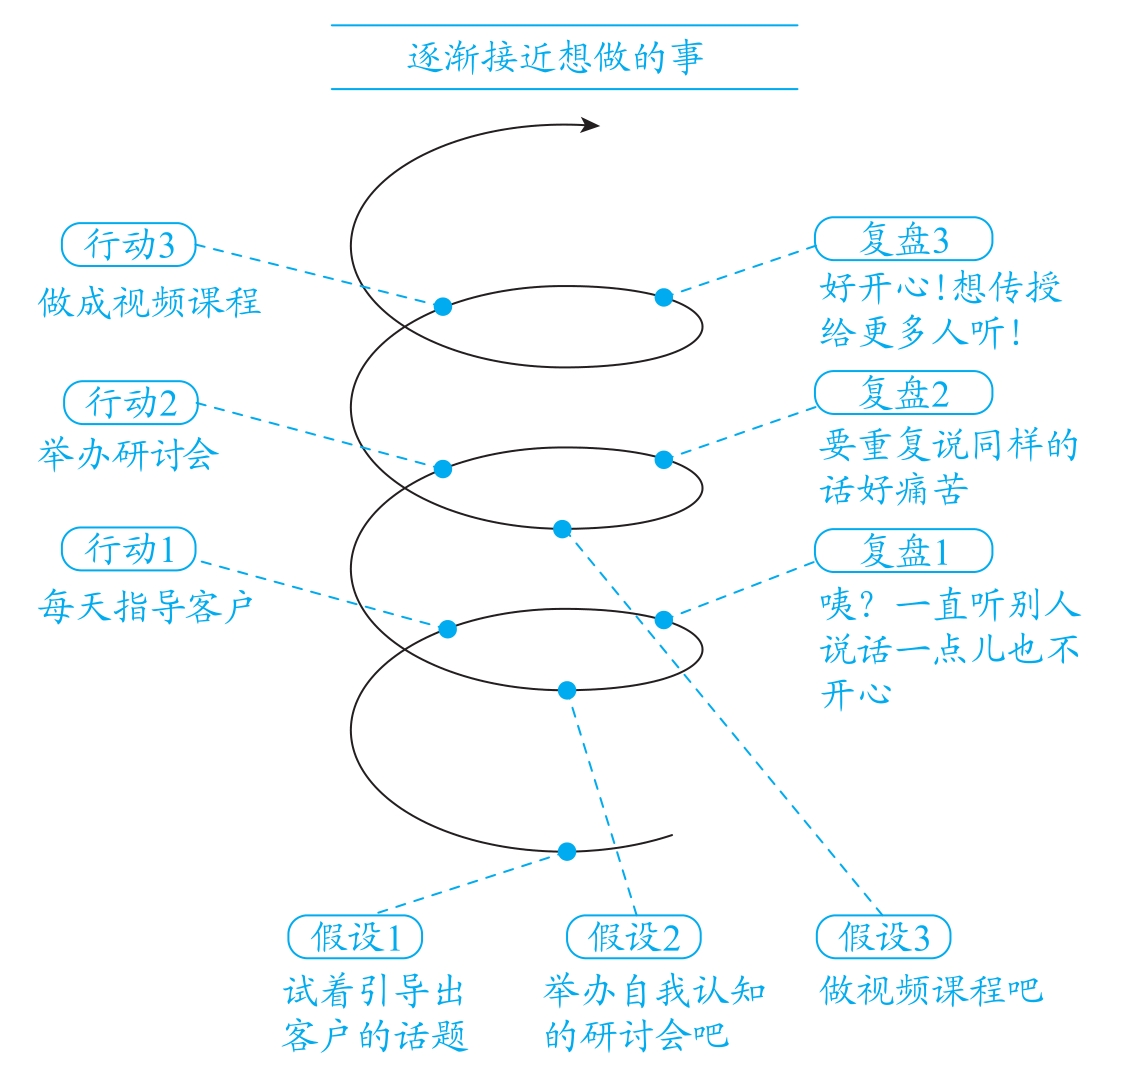 逐渐接近想做的事
行动3
做成视频课程
复盘3
好开心!想传授
给更多人听!
行动2
举办研讨会
复盘2
要重复说同样的
话好痛苦
行动1
每天指导客户
复盘1
咦？一直听别人
说话一点儿也不
开心
假设1
试着引导出
客户的话题
假设2
举办自我认知
的研讨会吧
假设3
做视频课程吧